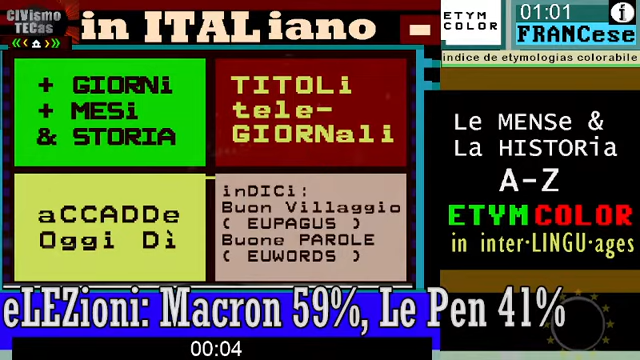 CIVismo
TECas
in ITALiano
ETYM
COLOR
01:01
i
FRANCese
indice de etymologias colorabile
+ GIORNi
+ MESi
& STORIA
TITOLi
tele-
GIORNali
aCCADDe
Oggi Dì
inDICi:
Buon Villaggio
( EUPAGUS )
Buone PAROLE
( EUWORDS )
Le MENSe &
La HISTORia
A-Z
ETYMCOLOR
in inter·LINGU·ages
eLEZioni: Macron 59%, Le Pen 41%
00:04